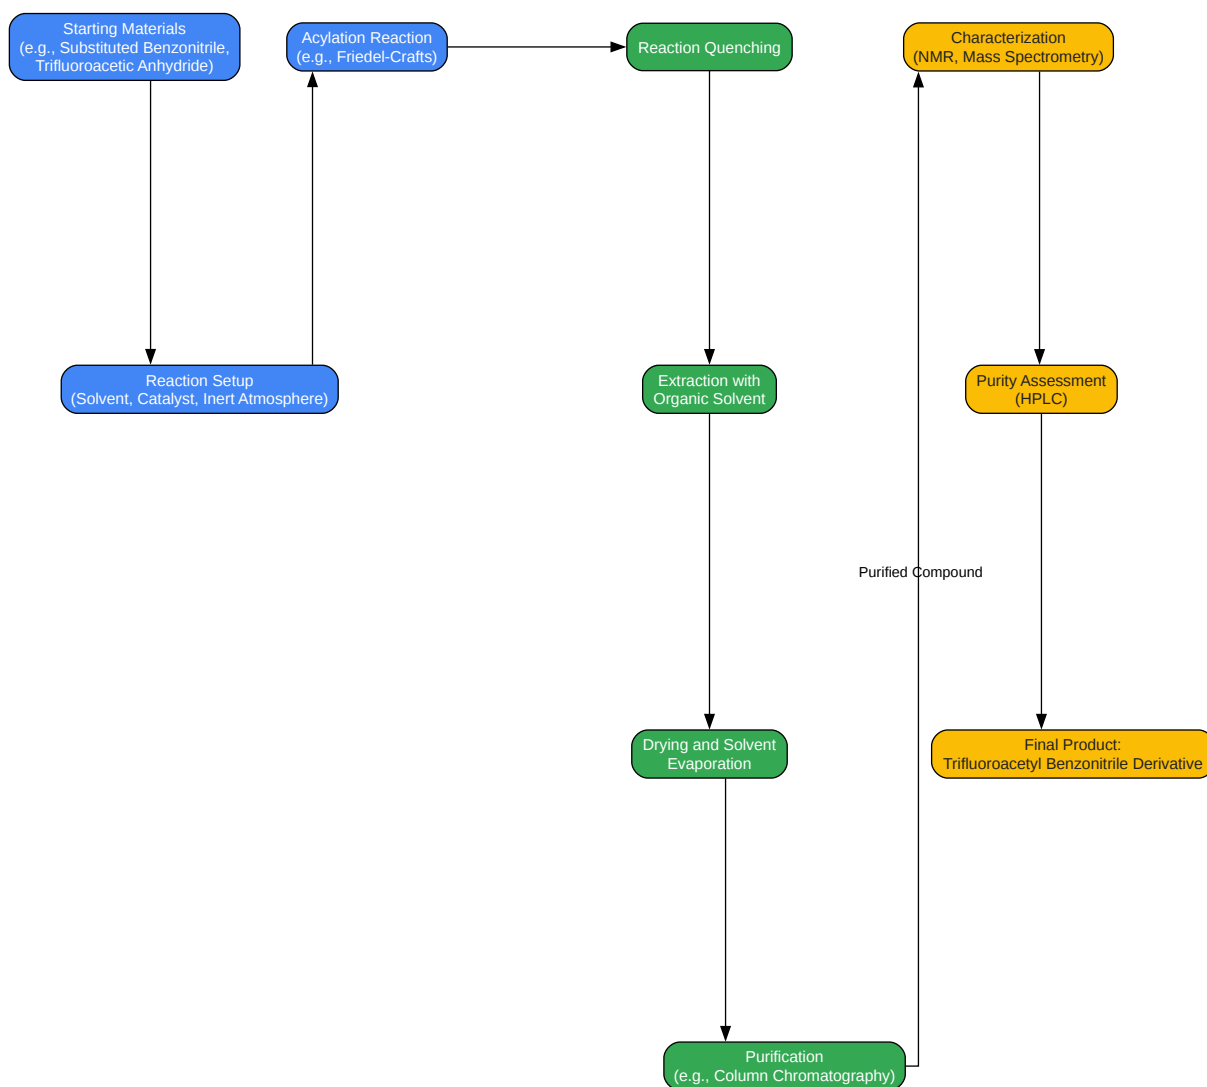 Starting Materials
(e.g., Substituted Benzonitrile,
Trifluoroacetic Anhydride)
Reaction Setup
(Solvent, Catalyst, Inert Atmosphere)
Acylation Reaction
(e.g., Friedel-Crafts)
Reaction Quenching
Extraction with
Organic Solvent
Drying and Solvent
Evaporation
Purification
(e.g., Column Chromatography)
Purified Compound
Characterization
(NMR, Mass Spectrometry)
Purity Assessment
(HPLC)
Final Product:
Trifluoroacetyl Benzonitrile Derivative